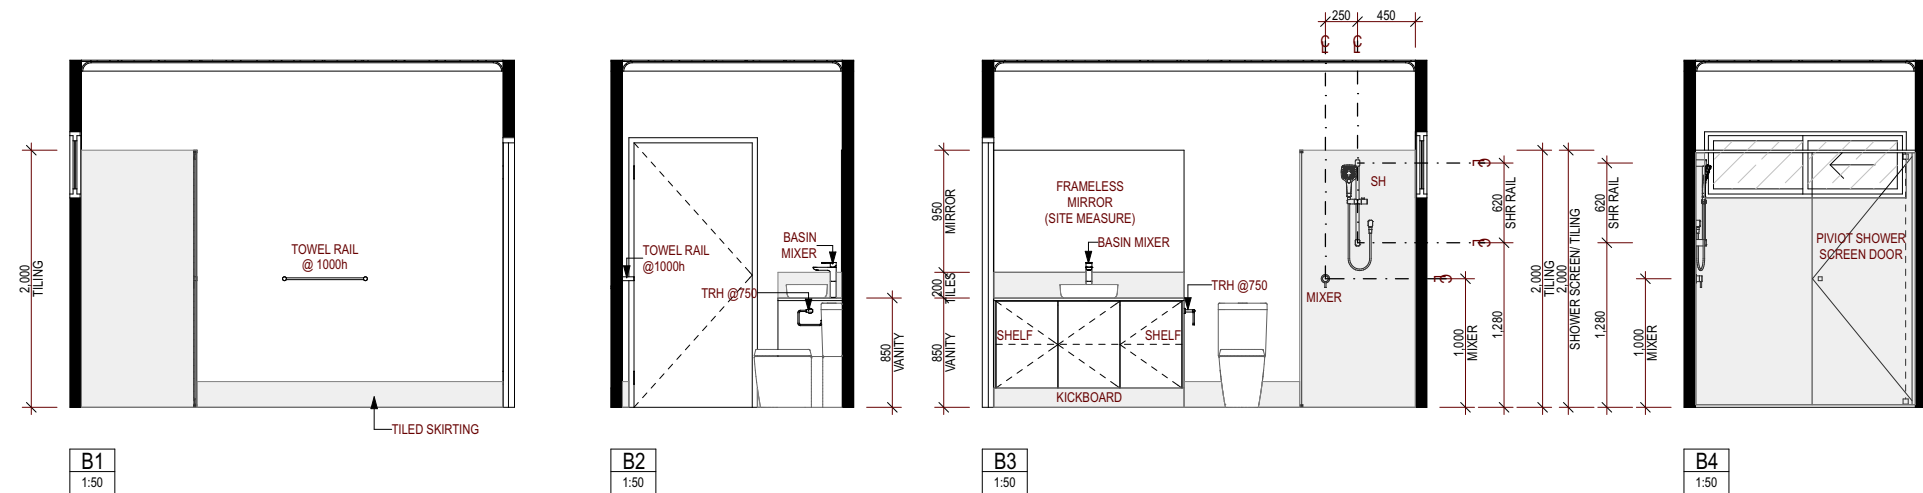 2,000
TILING
TOWEL RAIL
@ 1000h
TILED SKIRTING
B1
1:50
TOWEL RAIL
@1000h
BASIN
MIXER
TRH @750
850
VANITY
B2
1:50
250
450
950
MIRROR
200
TILES
850
VANITY
FRAMELESS
MIRROR
(SITE MEASURE)
BASIN MIXER
SHELF
SHELF
KICKBOARD
TRH @750
SH
MIXER
1,000
MIXER
620
SHR RAIL
1,280
2,000
TILING
2,000
SHOWER SCREEN/ TILING
B3
1:50
620
SHR RAIL
1,280
1,000
MIXER
PIVIOT SHOWER
SCREEN DOOR
B4
1:50